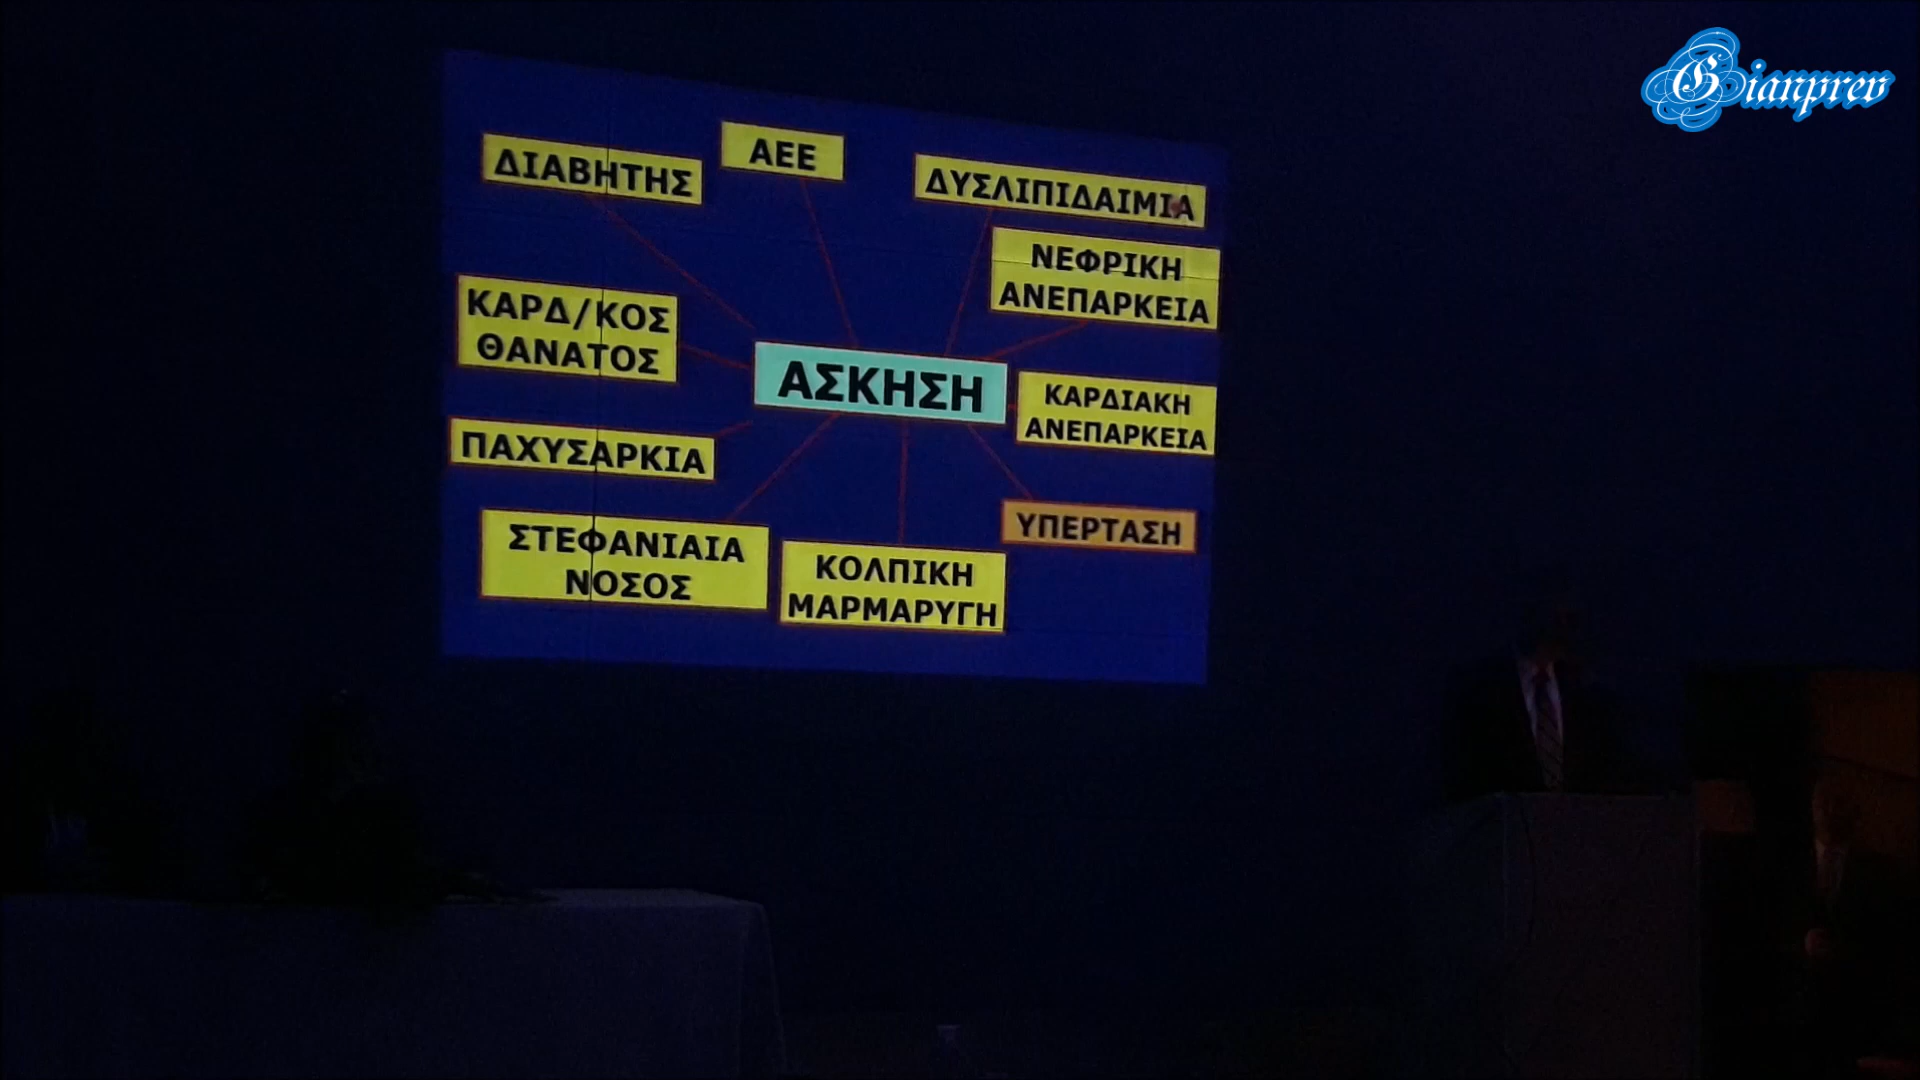 Gianprev
ΔΙΑΒΗΤΗΣ
ΑΕΕ
ΔΥΣΛΙΠΙΔΑΙΜΙΑ
ΝΕΦΡΙΚΗ
ΑΝΕΠΑΡΚΕΙΑ
ΚΑΡΔ/ΚΟΣ
ΘΑΝΑΤΟΣ
ΑΣΚΗΣΗ
ΚΑΡΔΙΑΚΗ
ΑΝΕΠΑΡΚΕΙΑ
ΠΑΧΥΣΑΡΚΙΑ
ΥΠΕΡΤΑΣΗ
ΣΤΕΦΑΝΙΑΙΑ
ΝΟΣΟΣ
ΚΟΛΠΙΚΗ
ΜΑΡΜΑΡΥΓΗ